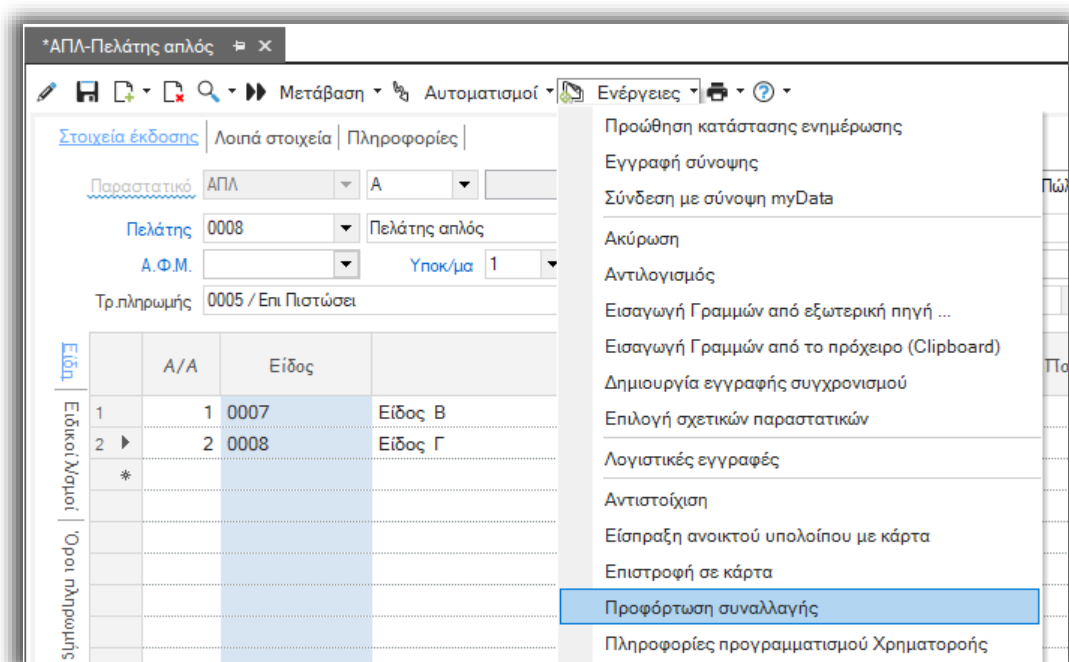 *ΑΠΛ-Πελάτης απλός
Μετάβαση Αυτοματισμοί Ενέργειες
Στοιχεία έκδοσης Λοιπά στοιχεία Πληροφορίες
Παραστατικό ΑΠΛ Α
Πελάτης 0008 Πελάτης απλός
Α.Φ.Μ. Υποκ/μα 1
Τρ.πληρωμής 0005 / Επι Πιστώσει
Είδη
Ειδικοί λ/σμοί
Όροι πληρωμής
Α/Α Είδος
1 1 0007 Είδος Β
2 2 0008 Είδος Γ
*
Προώθηση κατάστασης ενημέρωσης
Εγγραφή σύνοψης
Σύνδεση με σύνοψη myData
Ακύρωση
Αντιλογισμός
Εισαγωγή Γραμμών από εξωτερική πηγή ...
Εισαγωγή Γραμμών από το πρόχειρο (Clipboard)
Δημιουργία εγγραφής συγχρονισμού
Επιλογή σχετικών παραστατικών
Λογιστικές εγγραφές
Αντιστοίχιση
Είσπραξη ανοικτού υπολοίπου με κάρτα
Επιστροφή σε κάρτα
Προφόρτωση συναλλαγής
Πληροφορίες προγραμματισμού Χρηματοροής